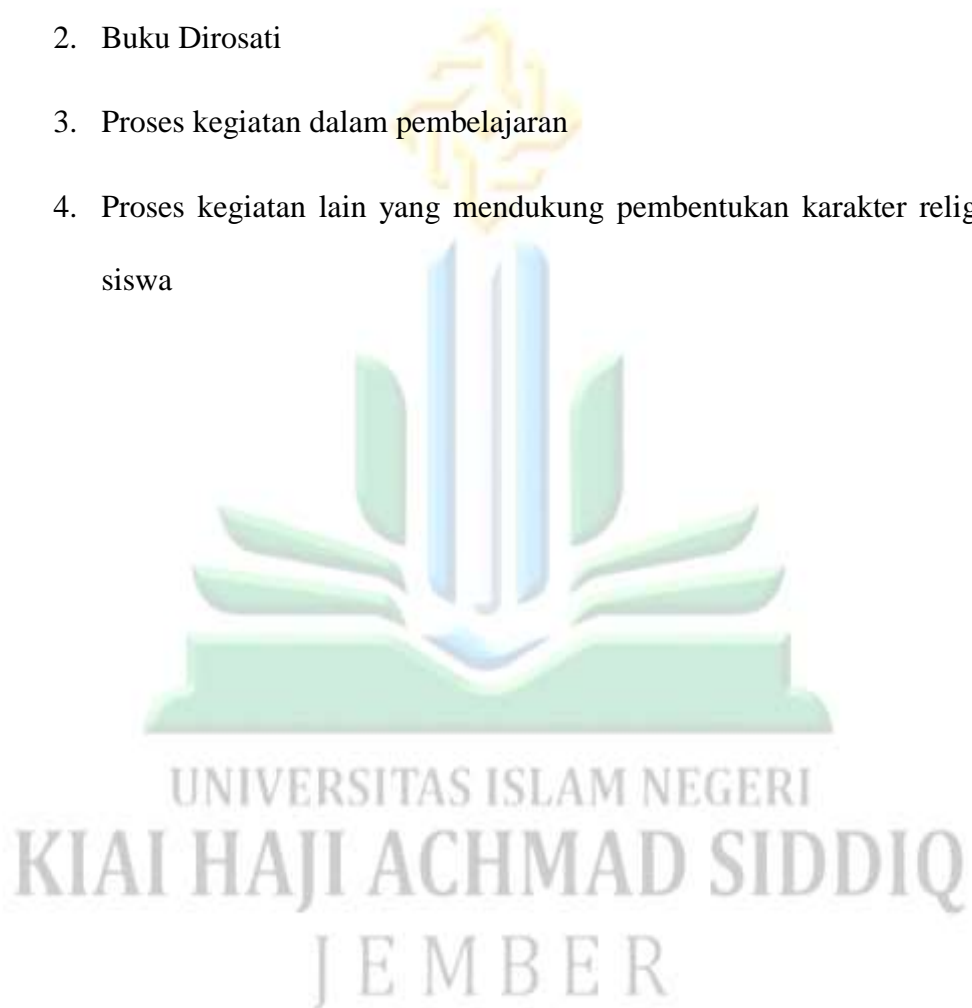 2. Buku Dirosati
3. Proses kegiatan dalam pembelajaran
4. Proses kegiatan lain yang mendukung pembentukan karakter relig
siswa
UNIVERSITAS ISLAM NEGERI
KIAI HAJI ACHMAD SIDDIQ
JEMBER